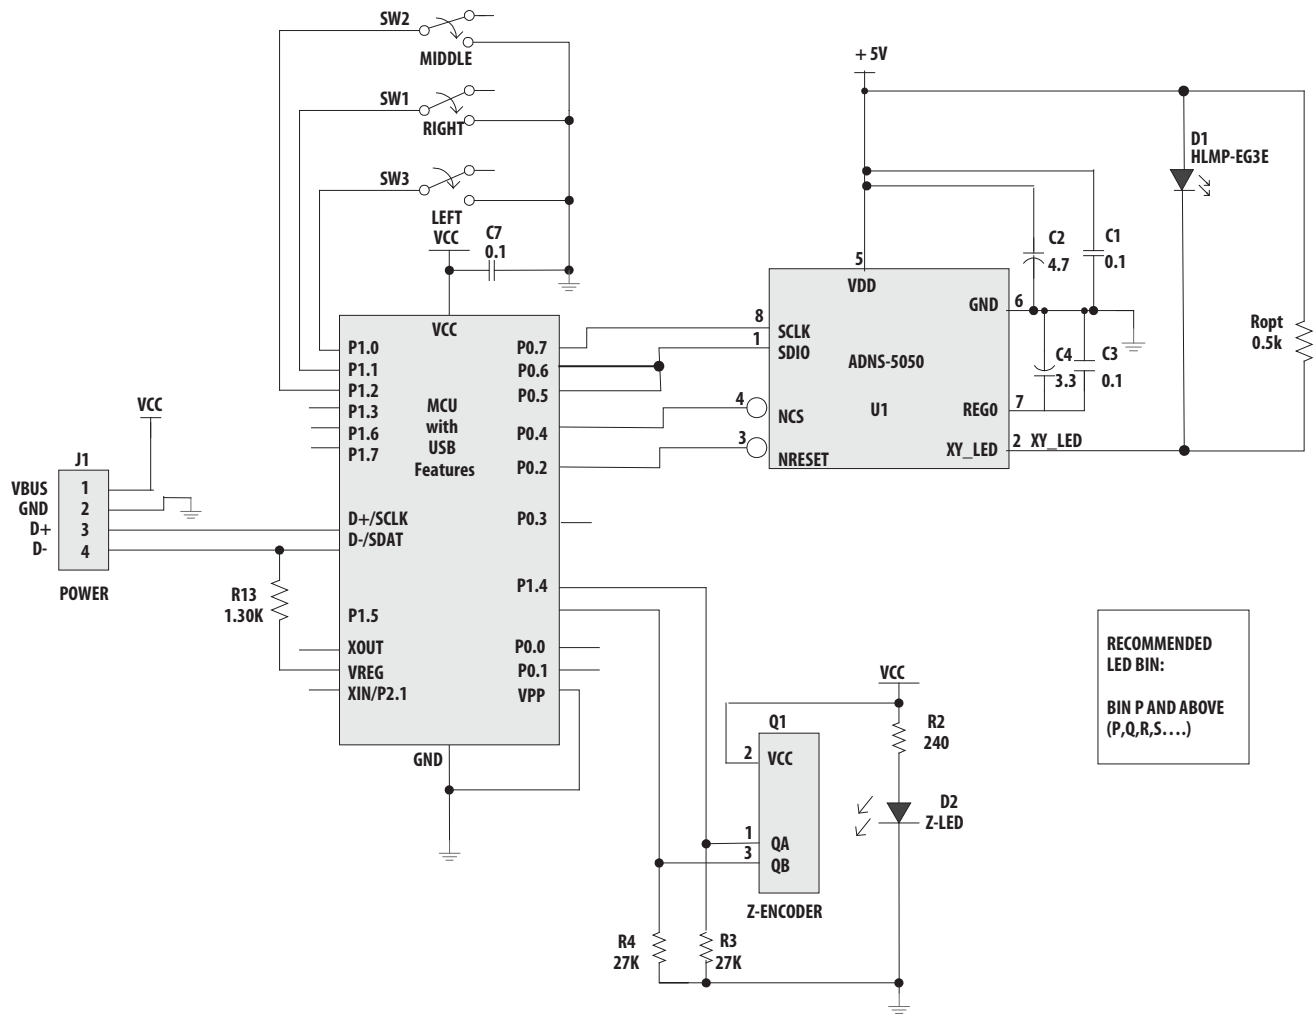 SW2
MIDDLE
SW1
RIGHT
SW3
LEFT
VCC
C7
0.1
VCC
P1.0
P1.1
P1.2
P1.3
P1.6
P1.7
D+/SCLK
D-/SDAT
P1.5
XOUT
VREG
XIN/P2.1
MCU
with
USB
Features
P0.7
P0.6
P0.5
P0.4
P0.2
P0.3
P1.4
P0.0
P0.1
VPP
GND
VCC
J1
VBUS 1
GND 2
D+ 3
D- 4
POWER
R13
1.30K
+ 5V
5
VDD
8
SCLK
1
SDIO
4
NCS
3
NRESET
ADNS-5050
U1
GND 6
REG0 7
XY_LED 2 XY_LED
C2
4.7
C1
0.1
C4
3.3
C3
0.1
D1
HLMP-EG3E
Ropt
0.5k
RECOMMENDED
LED BIN:
BIN P AND ABOVE
(P,Q,R,S....)
VCC
R2
240
D2
Z-LED
Q1
2 VCC
1 QA
3 QB
Z-ENCODER
R4
27K
R3
27K